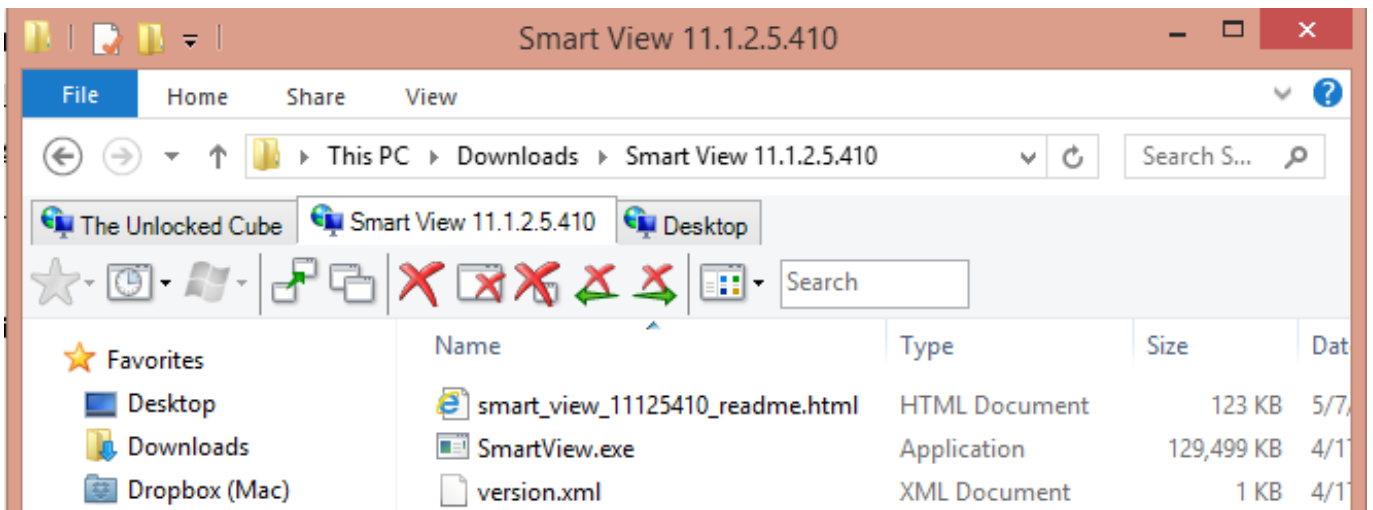 Smart View 11.1.2.5.410
File Home Share View
This PC Downloads Smart View 11.1.2.5.410 Search S...
The Unlocked Cube Smart View 11.1.2.5.410 Desktop
Search
Name Type Size Dat
Favorites
smart_view_11125410_readme.html HTML Document 123 KB 5/7/
Desktop
SmartView.exe Application 129,499 KB 4/17
Downloads
version.xml XML Document 1 KB 4/17
Dropbox (Mac)